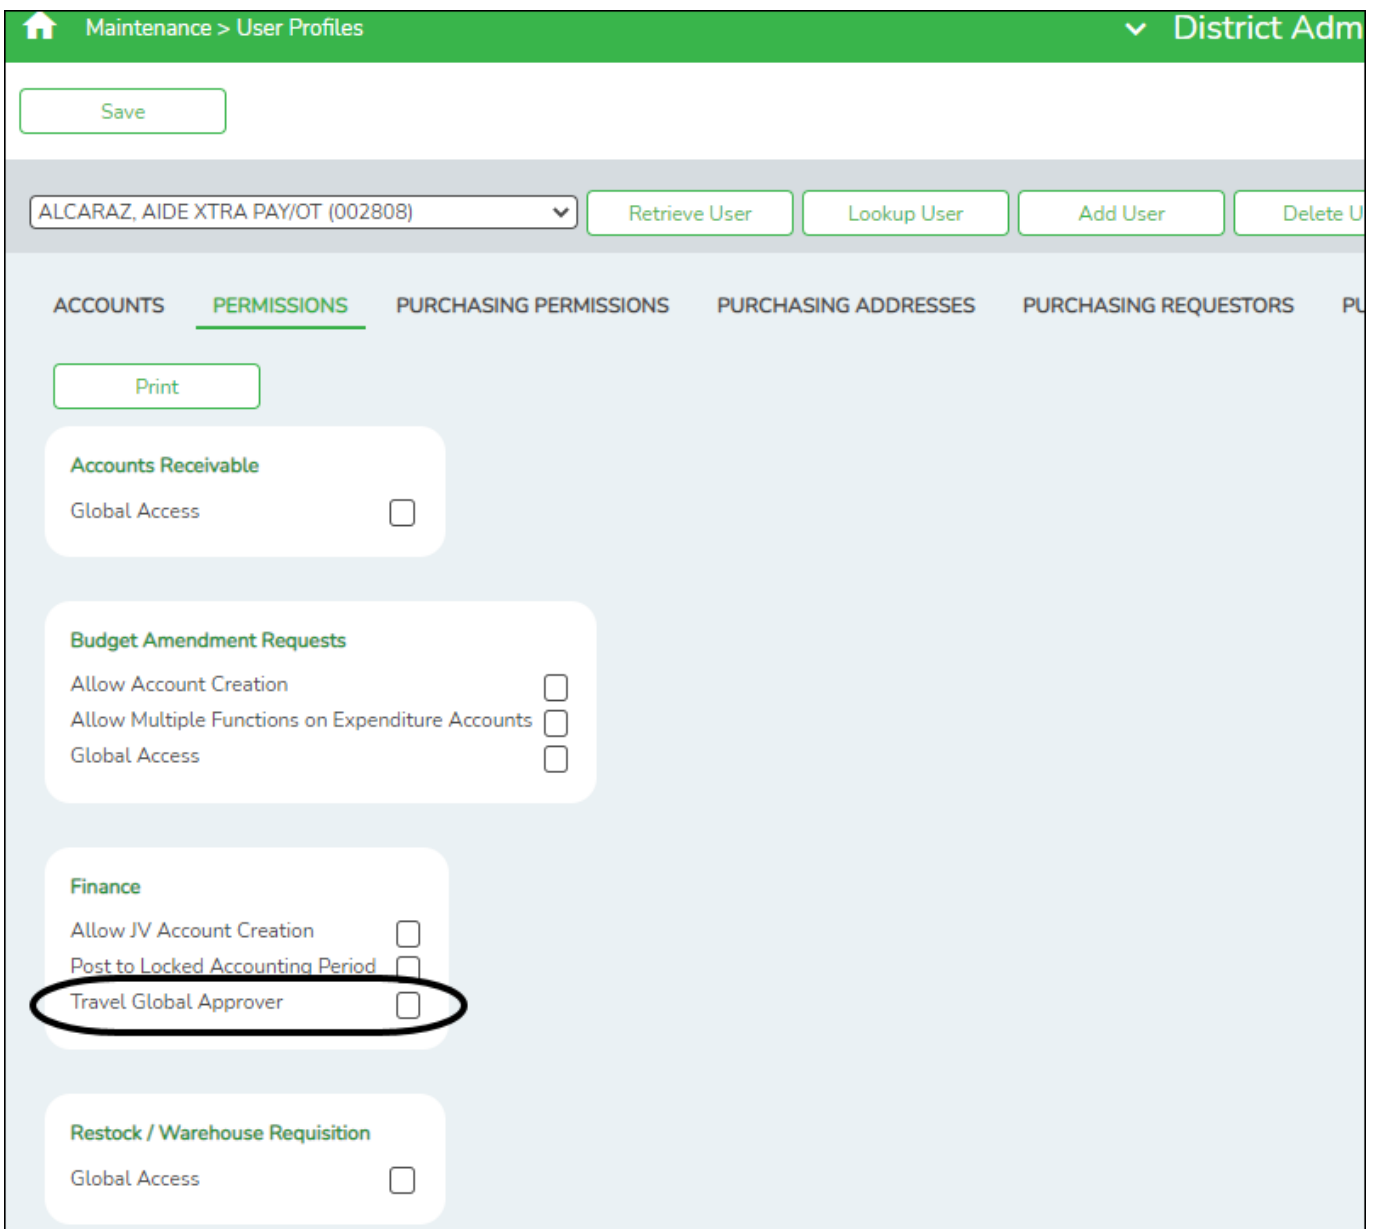 Maintenance > User Profiles
District Adm
Save
ALCARAZ, AIDE XTRA PAY/OT (002808)
Retrieve User
Lookup User
Add User
Delete U
ACCOUNTS
PERMISSIONS
PURCHASING PERMISSIONS
PURCHASING ADDRESSES
PURCHASING REQUESTORS
PU
Print
Accounts Receivable
Global Access
Budget Amendment Requests
Allow Account Creation
Allow Multiple Functions on Expenditure Accounts
Global Access
Finance
Allow JV Account Creation
Post to Locked Accounting Period
Travel Global Approver
Restock / Warehouse Requisition
Global Access